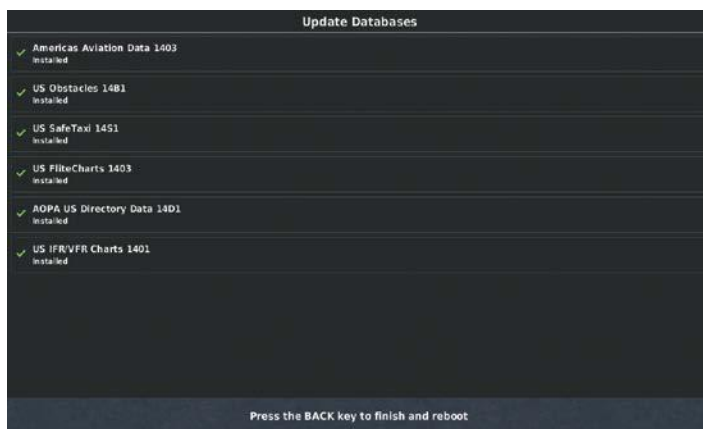 Update Databases
Americas Aviation Data 1403
Installed
US Obstacles 14B1
Installed
US SafeTaxi 14S1
Installed
US FliteCharts 1403
Installed
AOPA US Directory Data 14D1
Installed
US IFR/VFR Charts 1401
Installed
Press the BACK key to finish and reboot